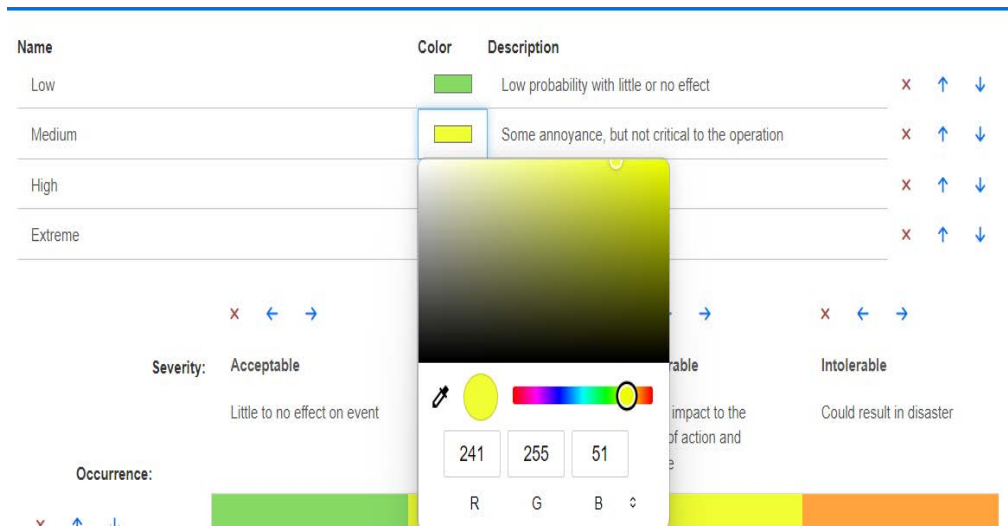 Name Color Description
Low Low probability with little or no effect
Medium Some annoyance, but not critical to the operation
High
Extreme
Severity: Acceptable rable Intolerable
Little to no effect on event impact to the Could result in disaster
of action and
e
Occurrence:
241 255 51
R G B